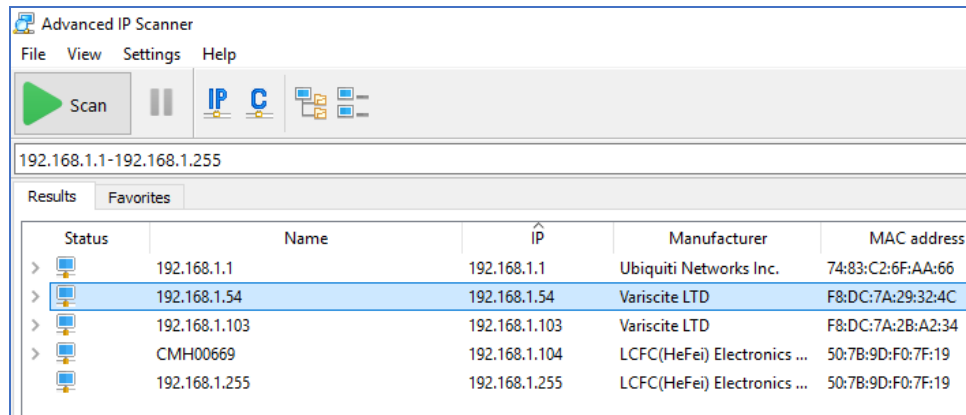 Advanced IP Scanner
File View Settings Help
Scan IP C
192.168.1.1-192.168.1.255
Results Favorites
Status Name IP Manufacturer MAC address
192.168.1.1 192.168.1.1 Ubiquiti Networks Inc. 74:83:C2:6F:AA:66
192.168.1.54 192.168.1.54 Variscite LTD F8:DC:7A:29:32:4C
192.168.1.103 192.168.1.103 Variscite LTD F8:DC:7A:2B:A2:34
CMH00669 192.168.1.104 LCFC(HeFei) Electronics ... 50:7B:9D:F0:7F:19
192.168.1.255 192.168.1.255 LCFC(HeFei) Electronics ... 50:7B:9D:F0:7F:19